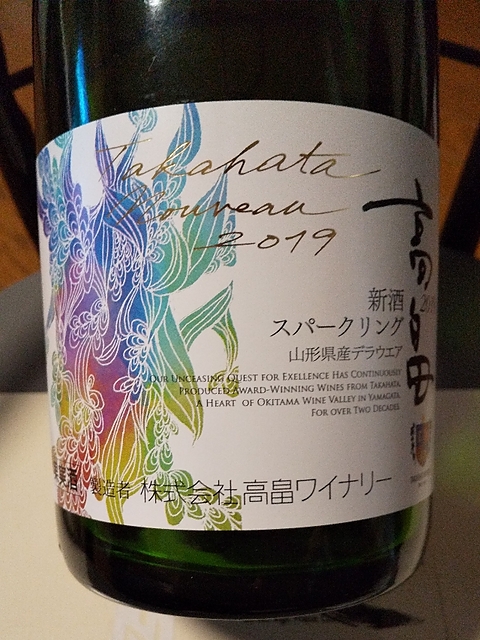 Takahata
Nouveau
2019
高畠
新酒
スパークリング
山形県産デラウエア
OUR UNCEASING QUEST FOR EXELLENCE HAS CONTINUOUSLY
PRODUCED AWARD-WINNING WINES FROM TAKAHATA,
A HEART OF OKITAMA WINE VALLEY IN YAMAGATA,
FOR OVER TWO DECADES.
製造者 株式会社 高畠ワイナリー